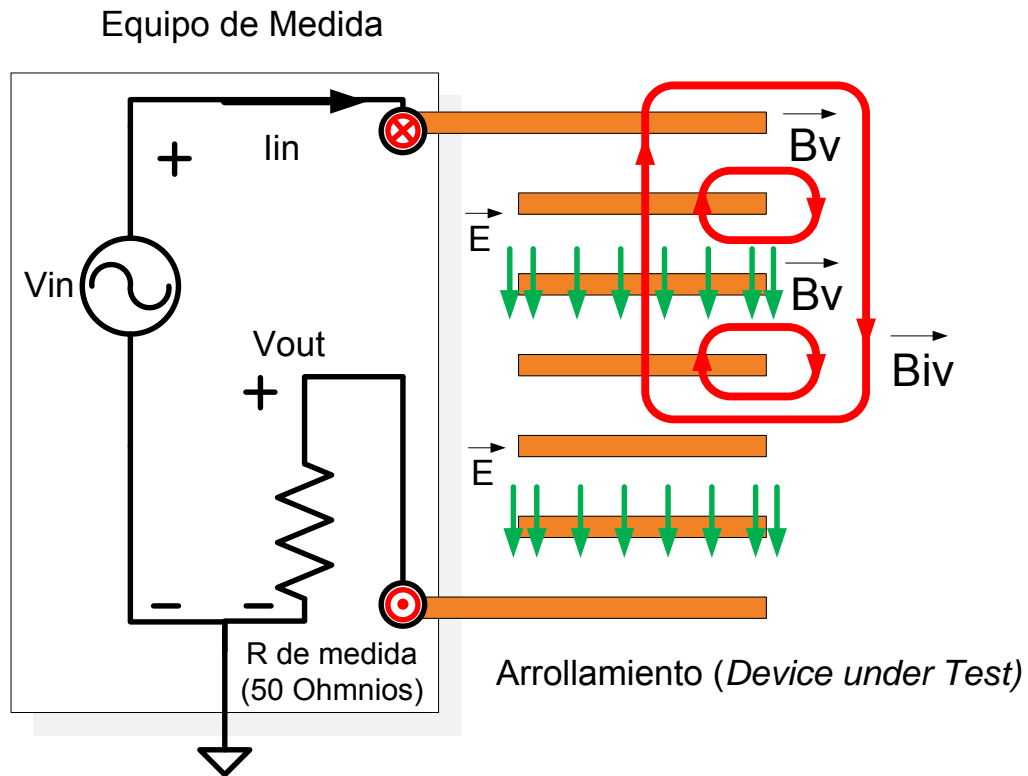 Equipo de Medida
Iin
+
Vin
Vout
+
R de medida
(50 Ohmnios)
Bv
E
Bv
Biv
E
Arrollamiento (Device under Test)